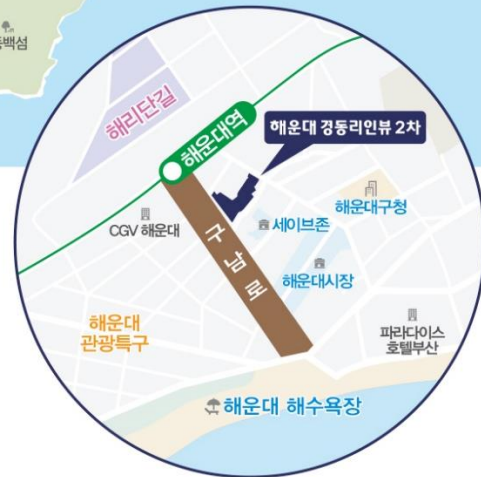 백섬
해리단길
해운대역
해운대 경동리인뷰 2차
해운대구청
CGV 해운대
세이브존
구남로
해운대시장
해운대
관광특구
파라다이스
호텔부산
해운대 해수욕장